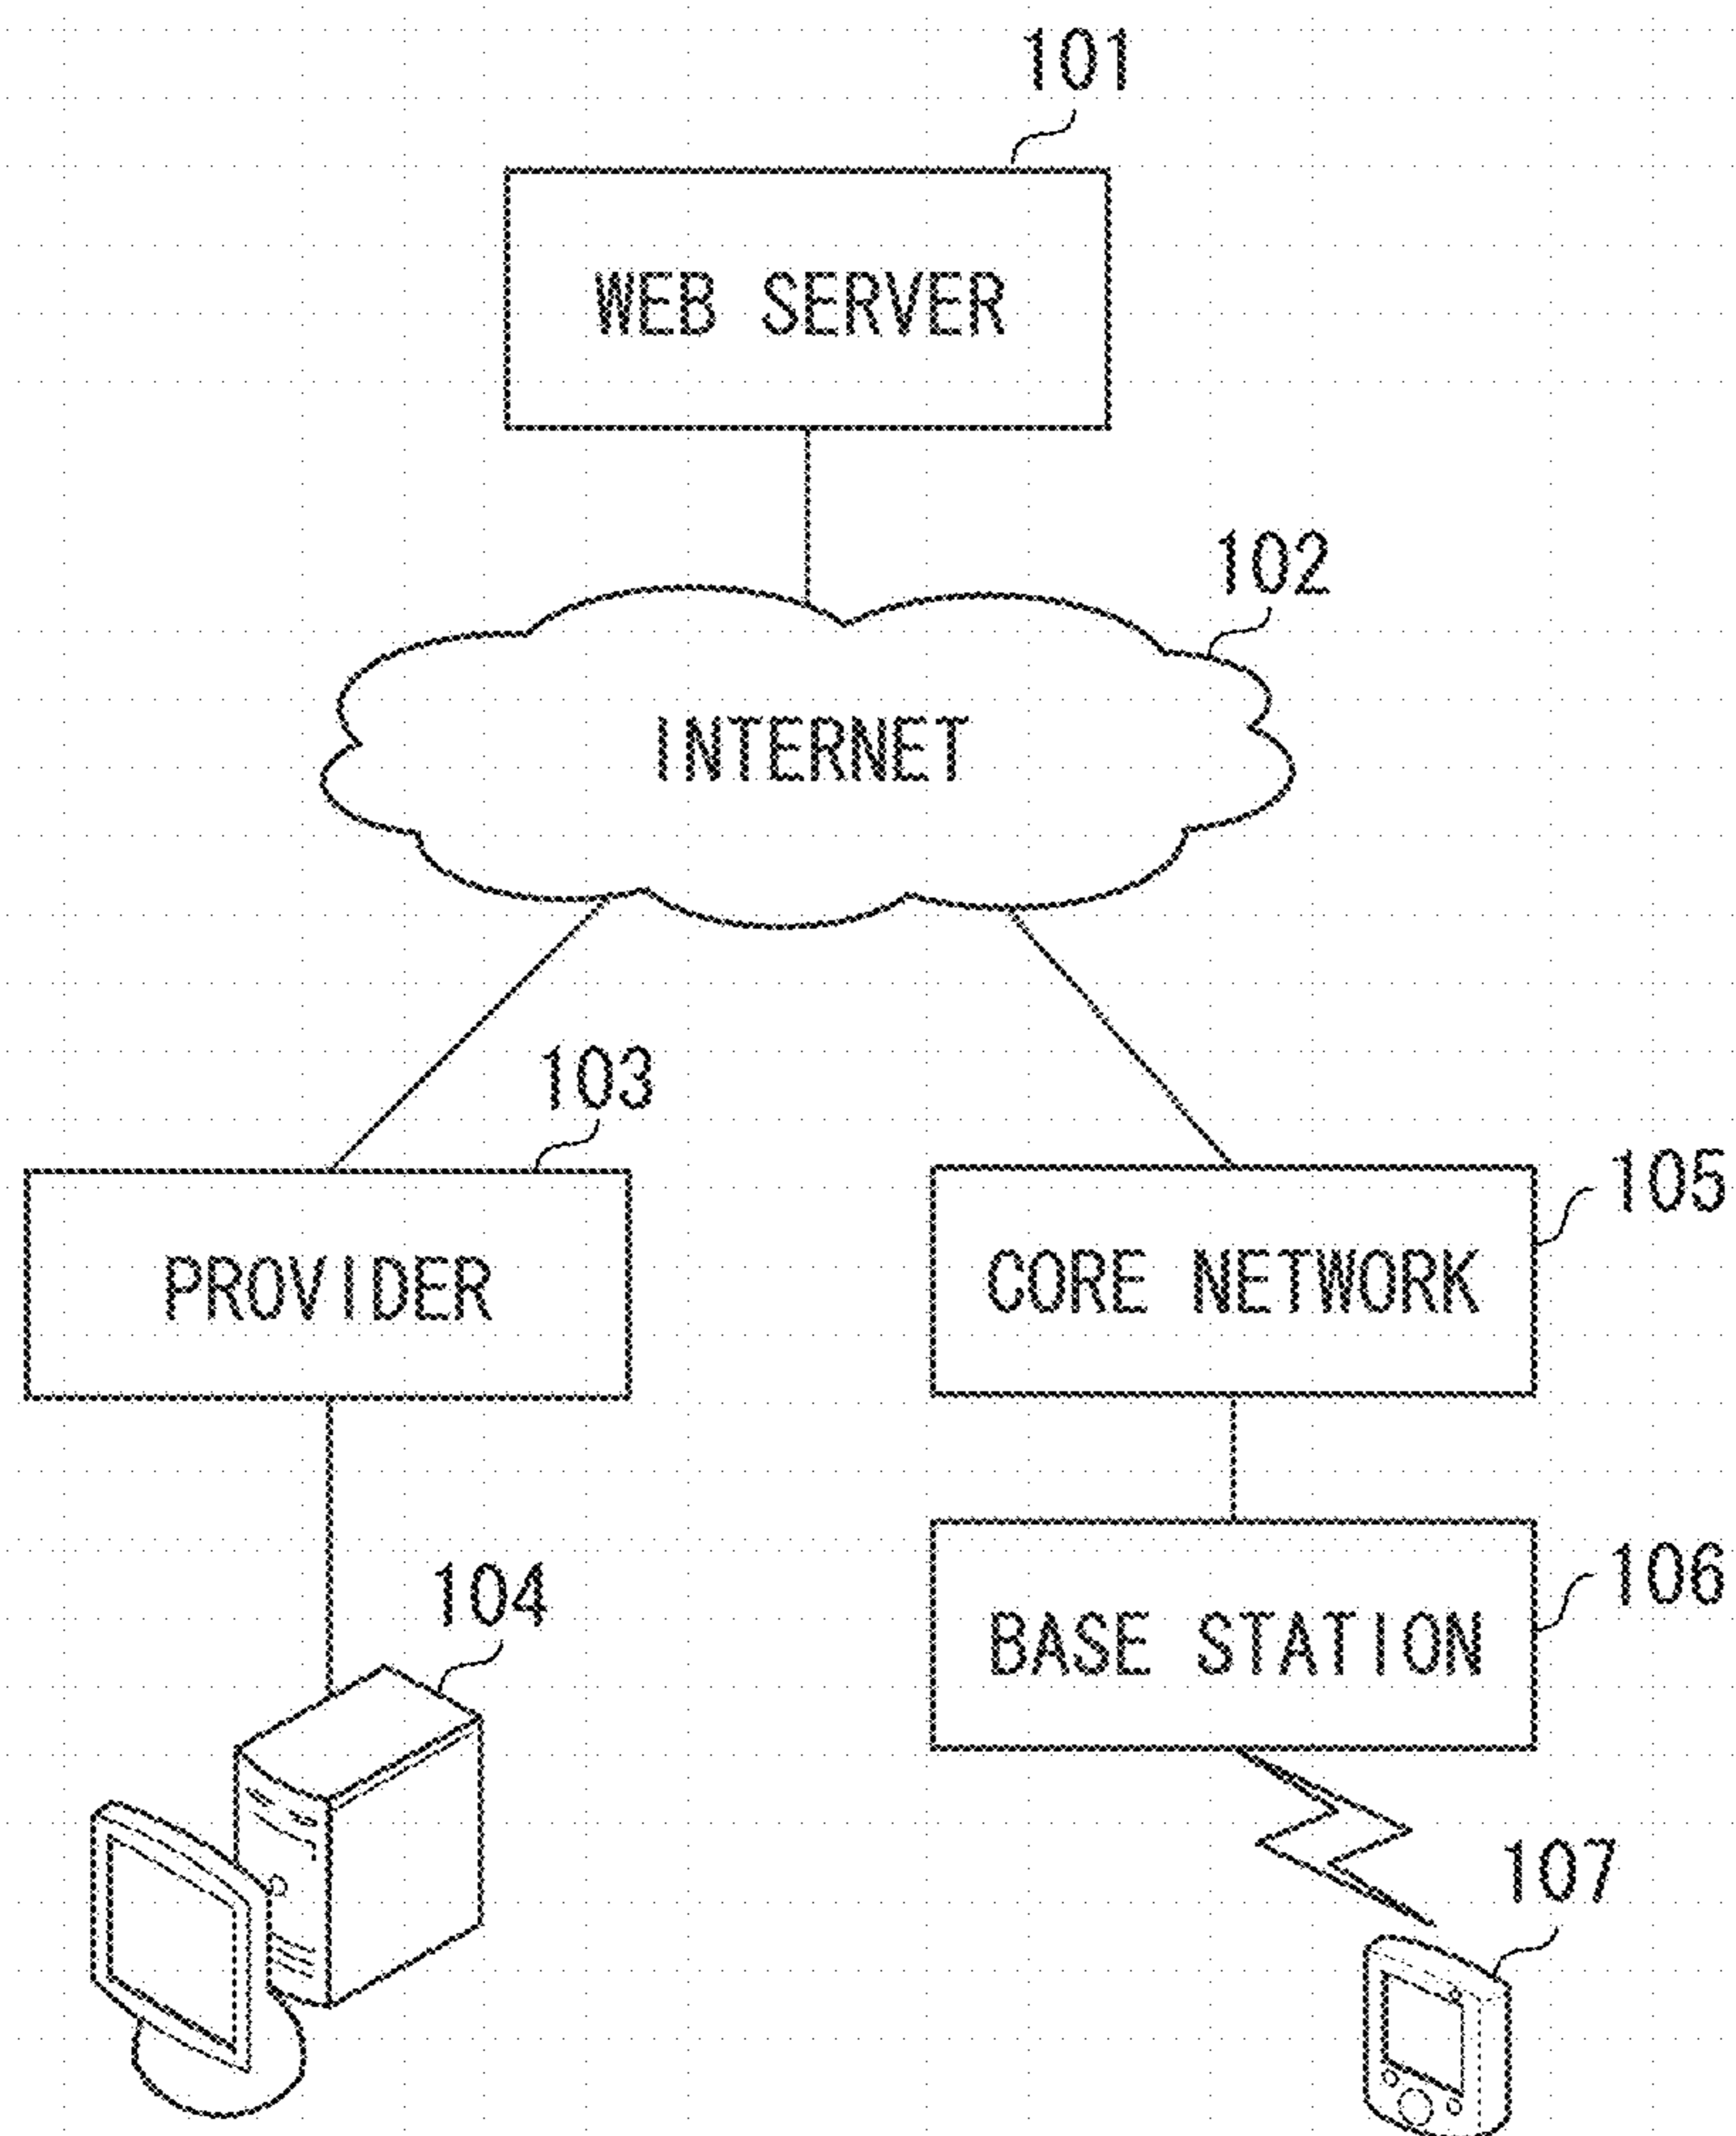 101
WEB SERVER
102
INTERNET
103
PROVIDER
105
CORE NETWORK
104
106
BASE STATION
107